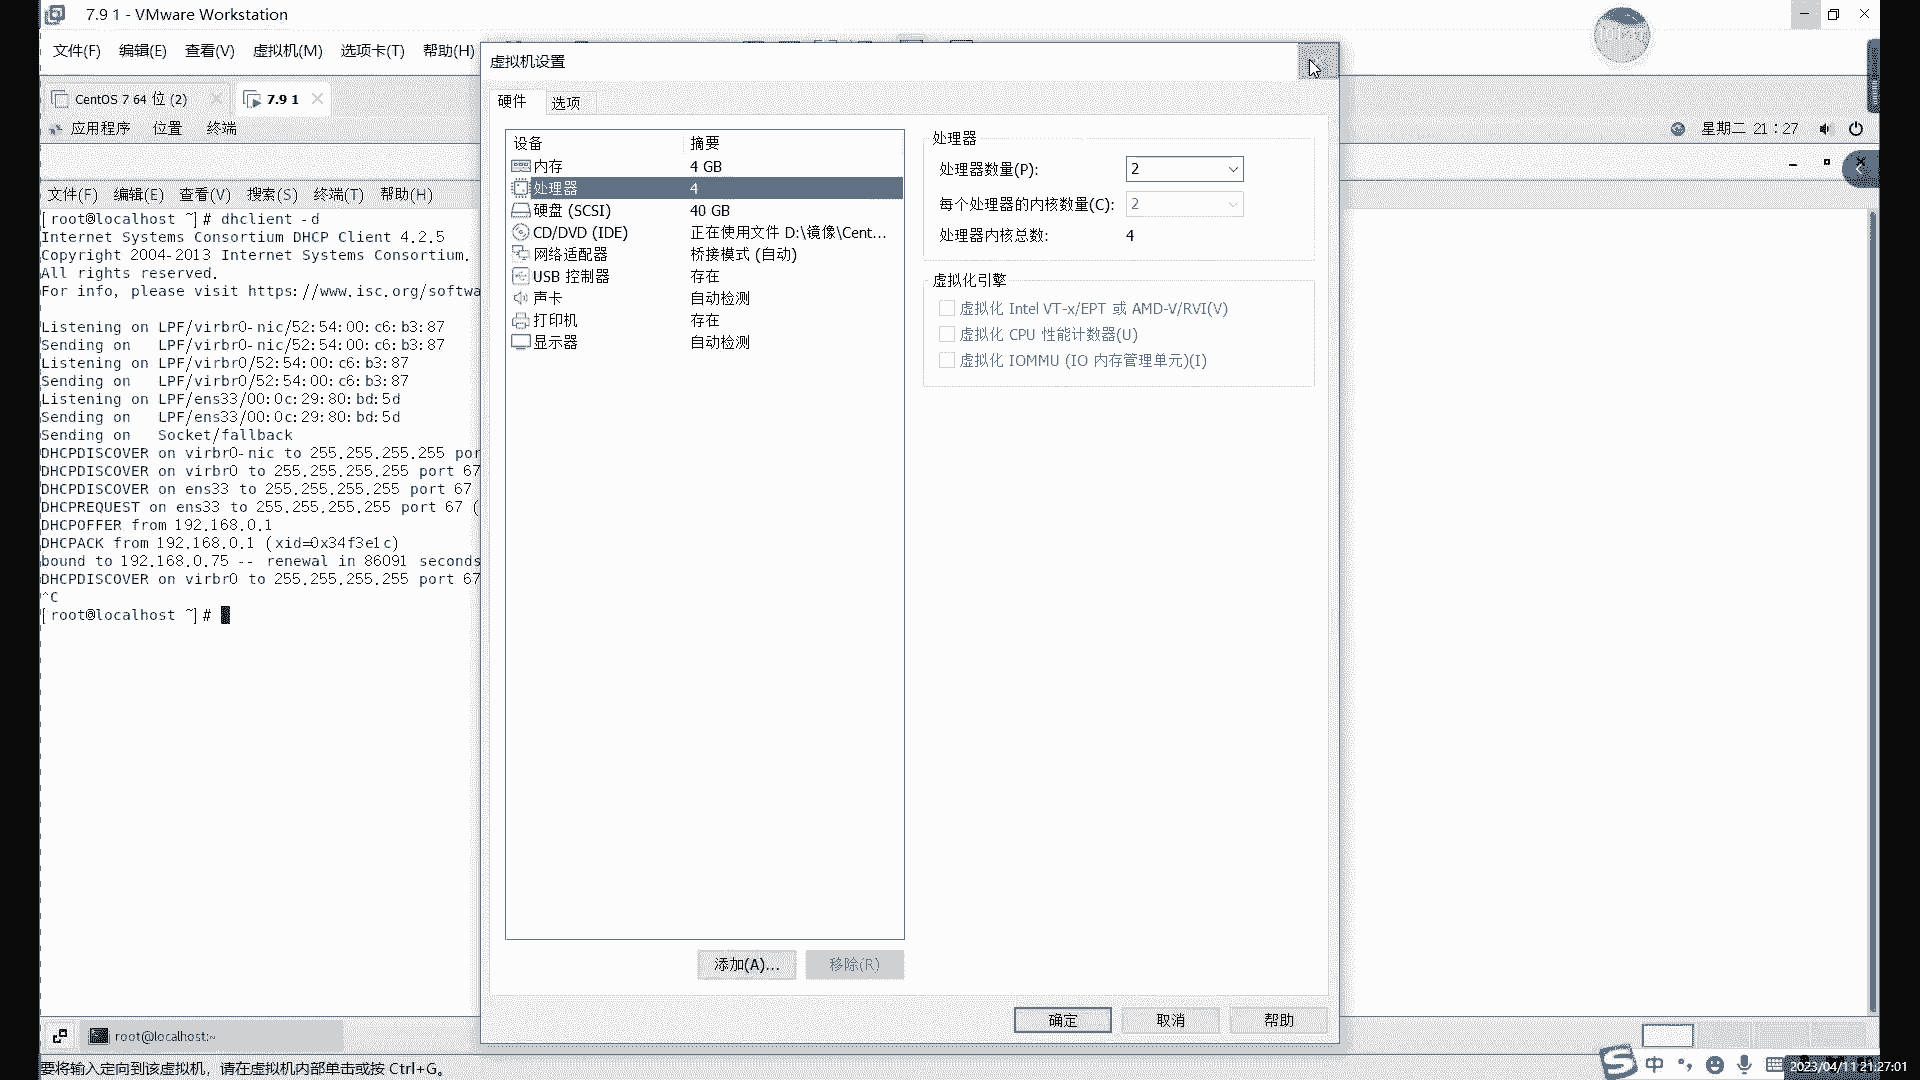 7.9 1 - VMware Workstation
文件(F) 编辑(E) 查看(V) 虚拟机(M) 选项卡(T) 帮助(H)
CentOS 7 64 位 (2) 7.9 1
应用程序 位置 终端
星期二 21：27
文件(F) 编辑(E) 查看(V) 搜索(S) 终端(T) 帮助(H)
[root@localhost ~]# dhclient -d
Internet Systems Consortium DHCP Client 4.2.5
Copyright 2004-2013 Internet Systems Consortium.
All rights reserved.
For info, please visit https://www.isc.org/softwa
Listening on LPF/virbr0-nic/52:54:00:c6:b3:87
Sending on   LPF/virbr0-nic/52:54:00:c6:b3:87
Listening on LPF/virbr0/52:54:00:c6:b3:87
Sending on   LPF/virbr0/52:54:00:c6:b3:87
Listening on LPF/ens33/00:0c:29:80:bd:5d
Sending on   LPF/ens33/00:0c:29:80:bd:5d
Sending on   Socket/fallback
DHCPDISCOVER on virbr0-nic to 255.255.255.255 por
DHCPDISCOVER on virbr0 to 255.255.255.255 port 67
DHCPDISCOVER on ens33 to 255.255.255.255 port 67
DHCPREQUEST on ens33 to 255.255.255.255 port 67 (
DHCPOFFER from 192.168.0.1
DHCPACK from 192.168.0.1 (xid=0x34f3e1c)
bound to 192.168.0.75 -- renewal in 86091 seconds
DHCPDISCOVER on virbr0 to 255.255.255.255 port 67
^C
[root@localhost ~]#
虚拟机设置
硬件 选项
设备 摘要
内存 4 GB
处理器 4
硬盘 (SCSI) 40 GB
CD/DVD (IDE) 正在使用文件 D:\镜像\Cent...
网络适配器 桥接模式 (自动)
USB 控制器 存在
声卡 自动检测
打印机 存在
显示器 自动检测
添加(A)... 移除(R)
处理器
处理器数量(P): 2
每个处理器的内核数量(C): 2
处理器内核总数: 4
虚拟化引擎
虚拟化 Intel VT-x/EPT 或 AMD-V/RVI(V)
虚拟化 CPU 性能计数器(U)
虚拟化 IOMMU (IO 内存管理单元)(I)
确定 取消 帮助
root@localhost:~
要将输入定向到该虚拟机，请在虚拟机内部单击或按 Ctrl+G。
中
2023/04/11 21:27:01